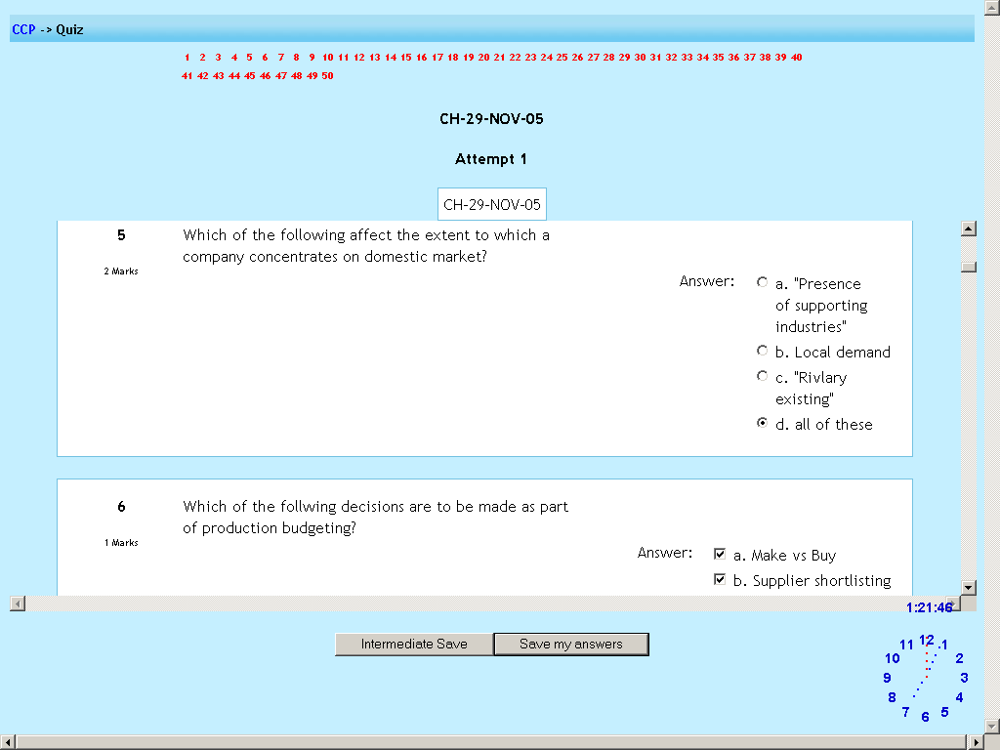 CCP -> Quiz
1 2 3 4 5 6 7 8 9 10 11 12 13 14 15 16 17 18 19 20 21 22 23 24 25 26 27 28 29 30 31 32 33 34 35 36 37 38 39 40
41 42 43 44 45 46 47 48 49 50
CH-29-NOV-05
Attempt 1
CH-29-NOV-05
5
Which of the following affect the extent to which a
company concentrates on domestic market?
2 Marks
Answer:
a. "Presence
of supporting
industries"
b. Local demand
c. "Rivlary
existing"
d. all of these
6
Which of the follwing decisions are to be made as part
of production budgeting?
1 Marks
Answer:
a. Make vs Buy
b. Supplier shortlisting
1:21:46
Intermediate Save
Save my answers
12
11 1
10 2
9 3
8 4
7 5
6